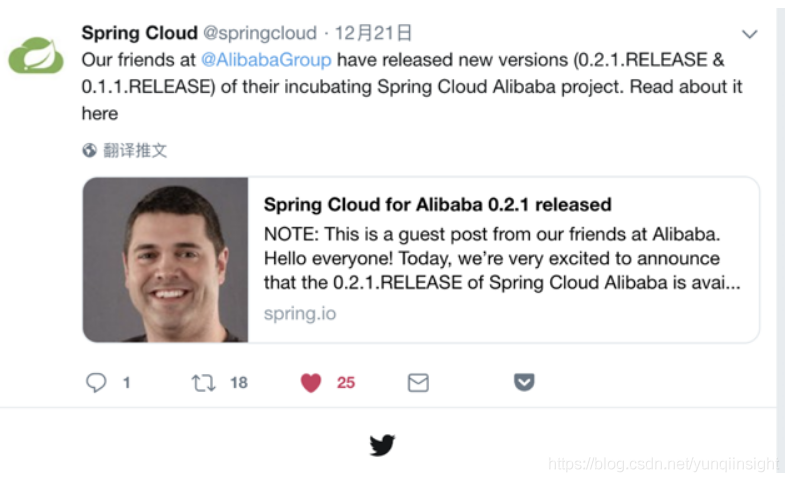 Spring Cloud @springcloud · 12月21日
Our friends at @AlibabaGroup have released new versions (0.2.1.RELEASE &
0.1.1.RELEASE) of their incubating Spring Cloud Alibaba project. Read about it
here
翻译推文
Spring Cloud for Alibaba 0.2.1 released
NOTE: This is a guest post from our friends at Alibaba.
Hello everyone! Today, we’re very excited to announce
that the 0.2.1.RELEASE of Spring Cloud Alibaba is avai...
spring.io
1 18 25
https://blog.csdn.net/yunqiinsight